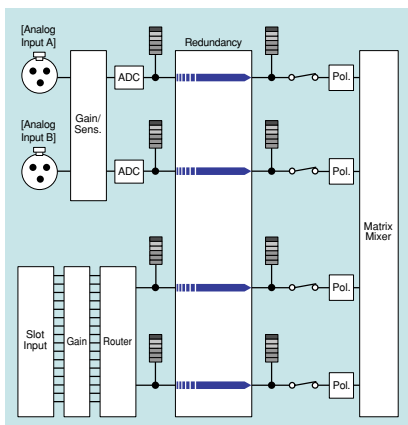 [Analog
Input A]
Redundancy
ADC
Pol.
[Analog
Input B]
Gain/
Sens.
ADC
Pol.
Matrix
Mixer
Pol.
Slot
Input
Gain
Router
Pol.